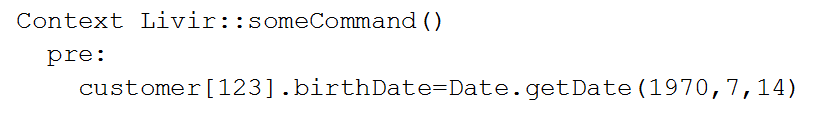 Context Livir::someCommand()
pre:
customer[123].birthDate=Date.getDate(1970,7,14)